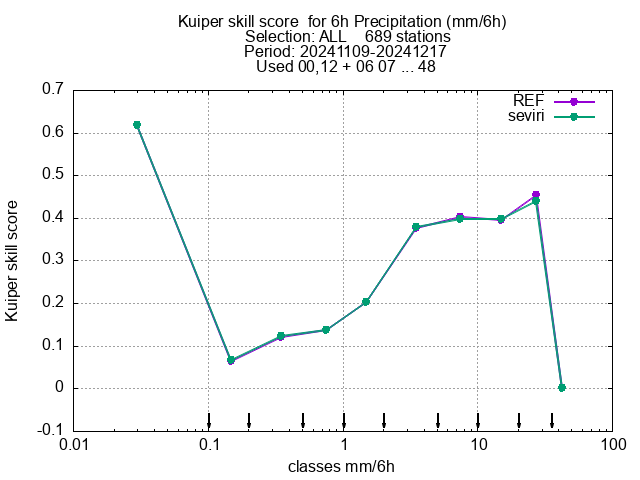 Kuiper skill score  for 6h Precipitation (mm/6h)
Selection: ALL    689 stations
Period: 20241109-20241217
Used 00,12 + 06 07 ... 48
REF
seviri
0.7
0.6
0.5
0.4
0.3
0.2
0.1
0
-0.1
Kuiper skill score
0.01
0.1
1
10
100
classes mm/6h